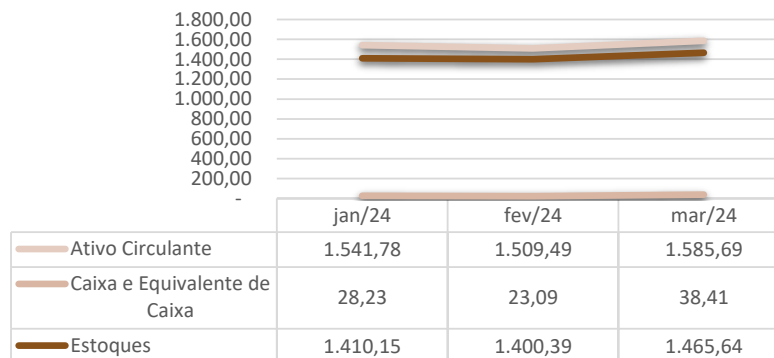 1.800,00
1.600,00
1.400,00
1.200,00
1.000,00
800,00
600,00
400,00
200,00
-
jan/24 fev/24 mar/24
Ativo Circulante 1.541,78 1.509,49 1.585,69
Caixa e Equivalente de
Caixa 28,23 23,09 38,41
Estoques 1.410,15 1.400,39 1.465,64